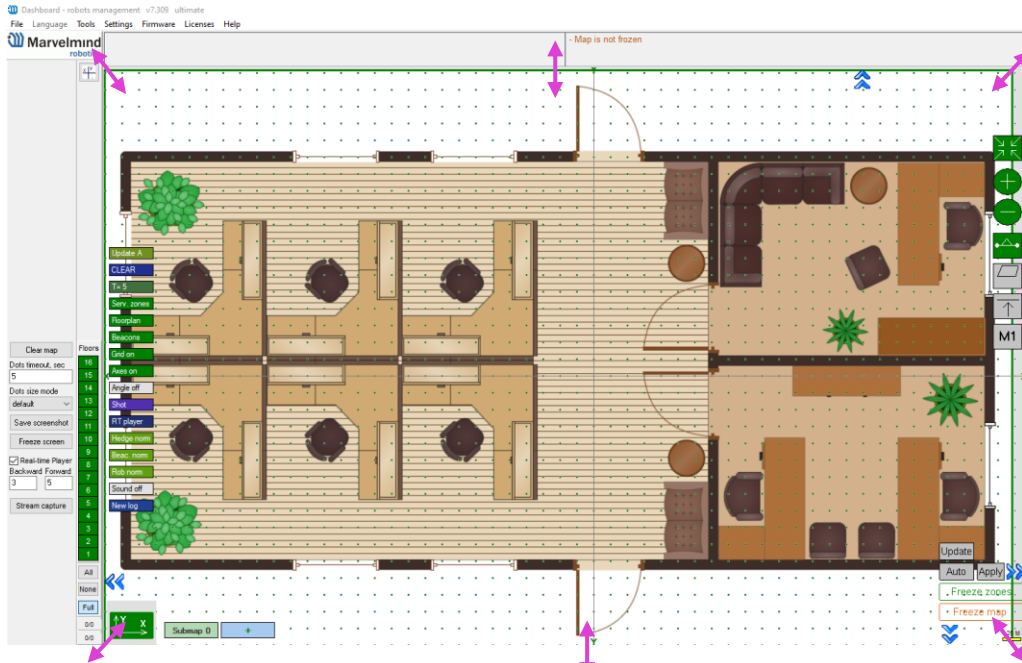 Dashboard - robots management v7.309 ultimate
File Language Tools Settings Firmware Licenses Help
Marvelmind
robotics
- Map is not frozen
Update A
CLEAR
T= 5
Serv. zones
Floorplan
Beacons
Grid on
Axes on
Angle off
Shot
RT player
Hedge norm
Beac. norm
Rob norm
Sound off
New log
Clear map
Dots timeout, sec
5
Dots size mode
default
Save screenshot
Freeze screen
Real-time Player
Backward Forward
3 5
Stream capture
Floors
16
15
14
13
12
11
10
9
8
7
6
5
4
3
2
1
All
None
Full
0/0
0/0
Y X
Submap 0 +
Y
M1
Update
Auto Apply
Freeze zones
Freeze map